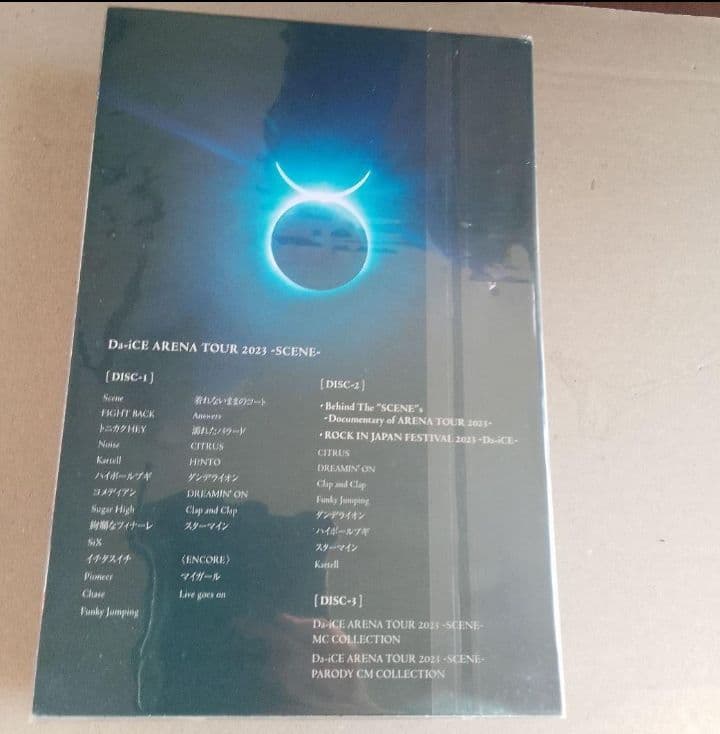 Da-iCE ARENA TOUR 2023 -SCENE-
[DISC-1]
Scene
FIGHT BACK
トニカクHEY
Noise
Kartell
ハイボールブギ
コメディアン
Sugar High
絢爛なフィナーレ
SiX
イチタスイチ
Pioneer
Chase
Funky Jumping
着れないままのコート
Answers
濡れたバラード
CITRUS
HINTO
ダンデライオン
DREAMIN' ON
Clap and Clap
スターマイン
〈ENCORE〉
マイガール
Live goes on
[DISC-2]
・Behind The "SCENE"s
-Documentary of ARENA TOUR 2023-
・ROCK IN JAPAN FESTIVAL 2023 -Da-iCE-
CITRUS
DREAMIN' ON
Clap and Clap
Funky Jumping
ダンデライオン
ハイボールブギ
スターマイン
Kartell
[DISC-3]
Da-iCE ARENA TOUR 2023 -SCENE-
MC COLLECTION
Da-iCE ARENA TOUR 2023 -SCENE-
PARODY CM COLLECTION